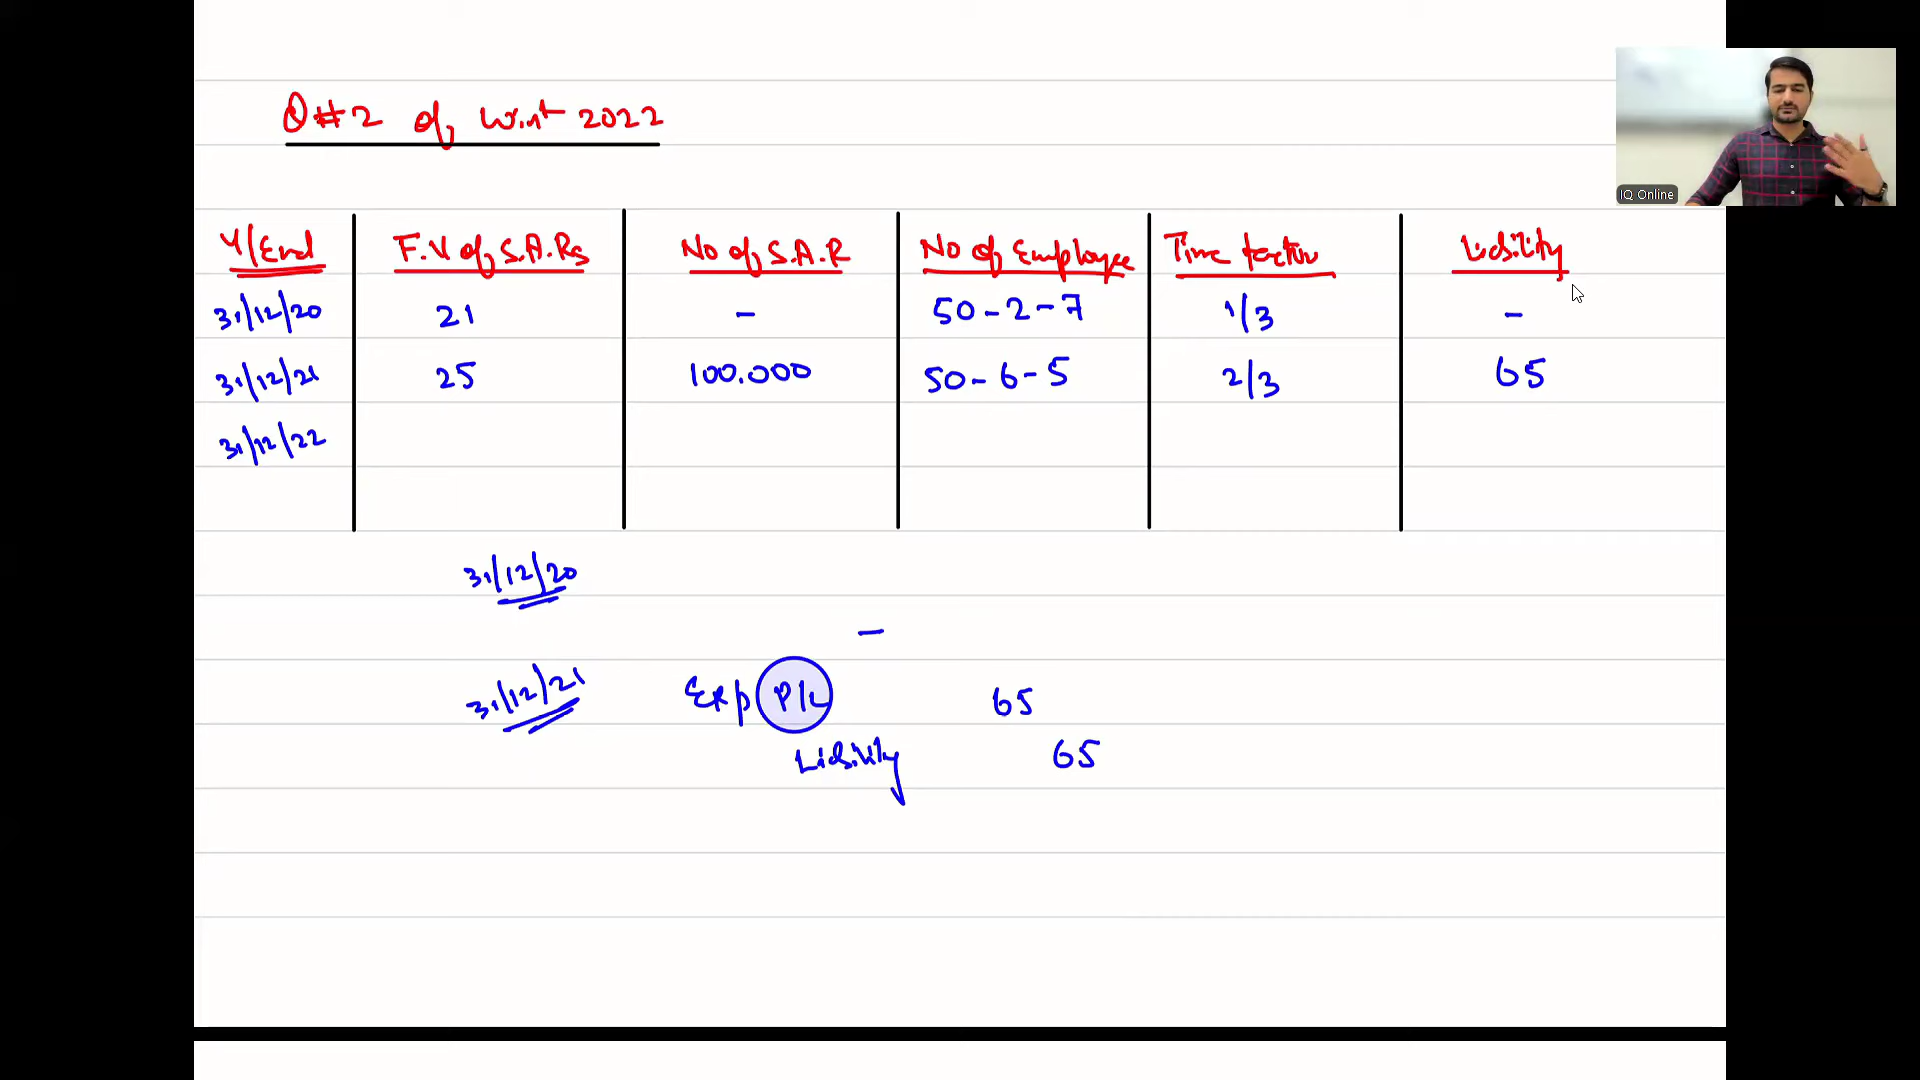 Q#2 of Wint 2022
IQ Online
Y/End F.V of S.A.Rs No of S.A.R No of Employee Time factor Liability
31/12/20 21 - 50-2-7 1/3 -
31/12/21 25 100.000 50-6-5 2/3 65
31/12/22
31/12/20
-
31/12/21 Exp P/L 65
Liability 65